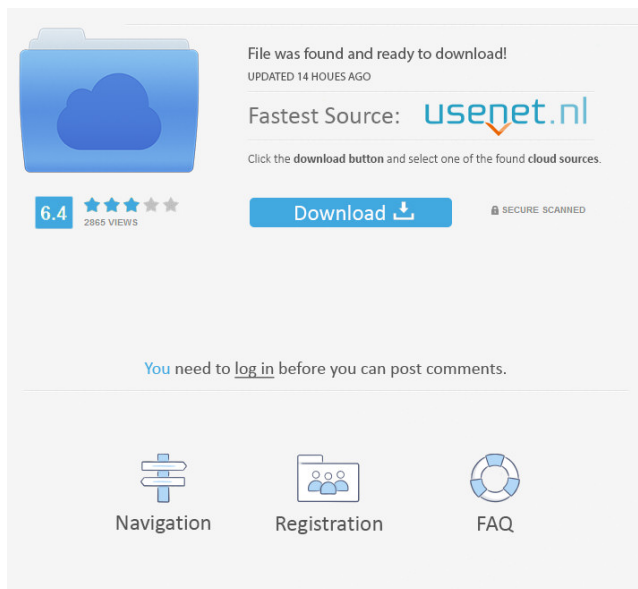 File was found and ready to download!
UPDATED 14 HOUES AGO
Fastest Source: usenet.nl
Click the download button and select one of the found cloud sources.
6.4
2865 VIEWS
Download
SECURE SCANNED
You need to log in before you can post comments.
Navigation
Registration
FAQ